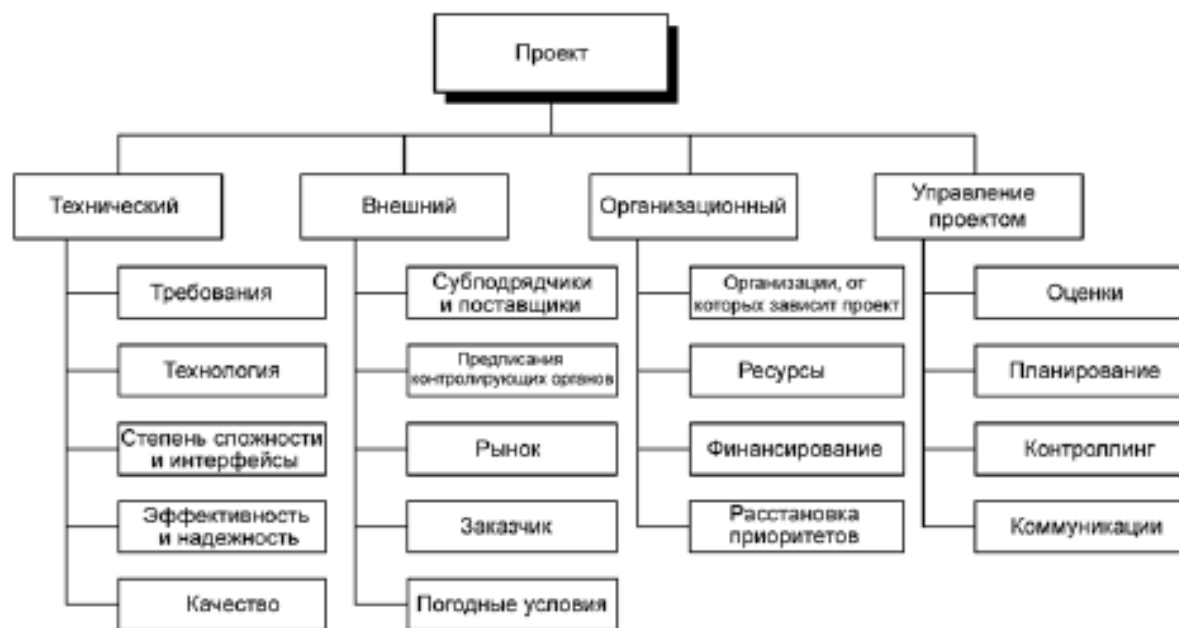 Проект
Технический
Внешний
Организационный
Управление
проектом
Требования
Технология
Степень сложности
и интерфейсы
Эффективность
и надежность
Качество
Субподрядчики
и поставщики
Предписания
контролирующих органов
Рынок
Заказчик
Погодные условия
Организации, от
которых зависит проект
Ресурсы
Финансирование
Расстановка
приоритетов
Оценки
Планирование
Контроллинг
Коммуникации